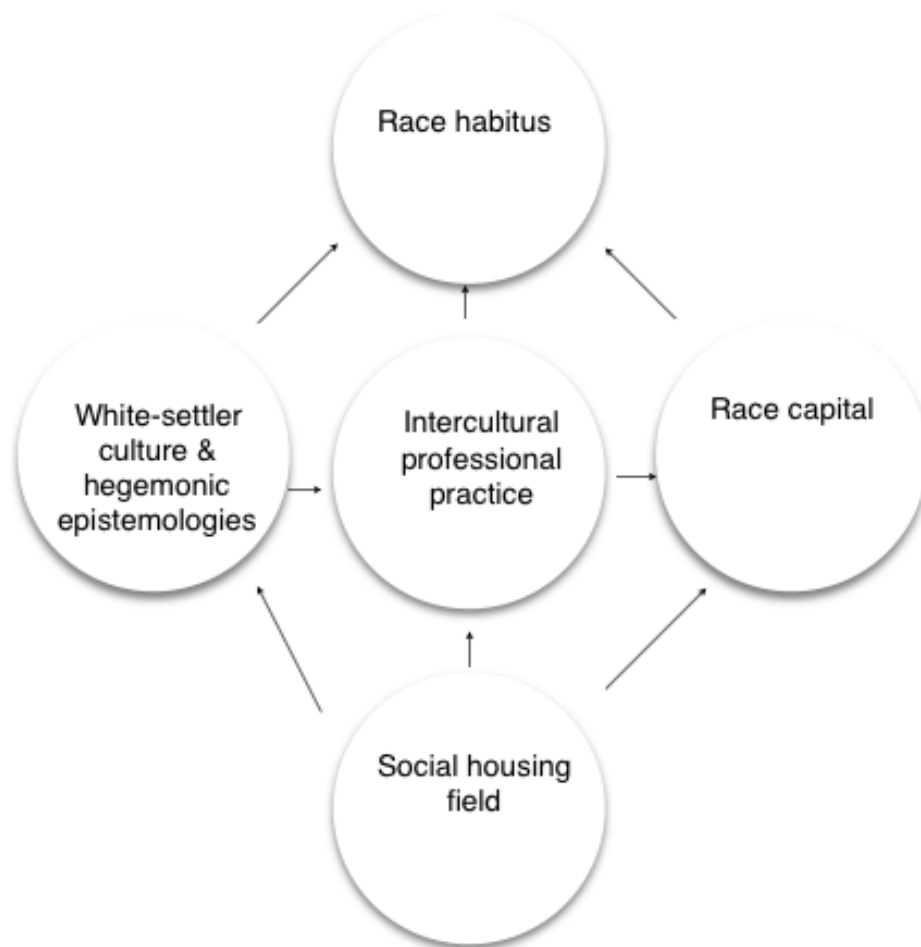 Race habitus
White-settler
culture &
hegemonic
epistemologies
Intercultural
professional
practice
Race capital
Social housing
field